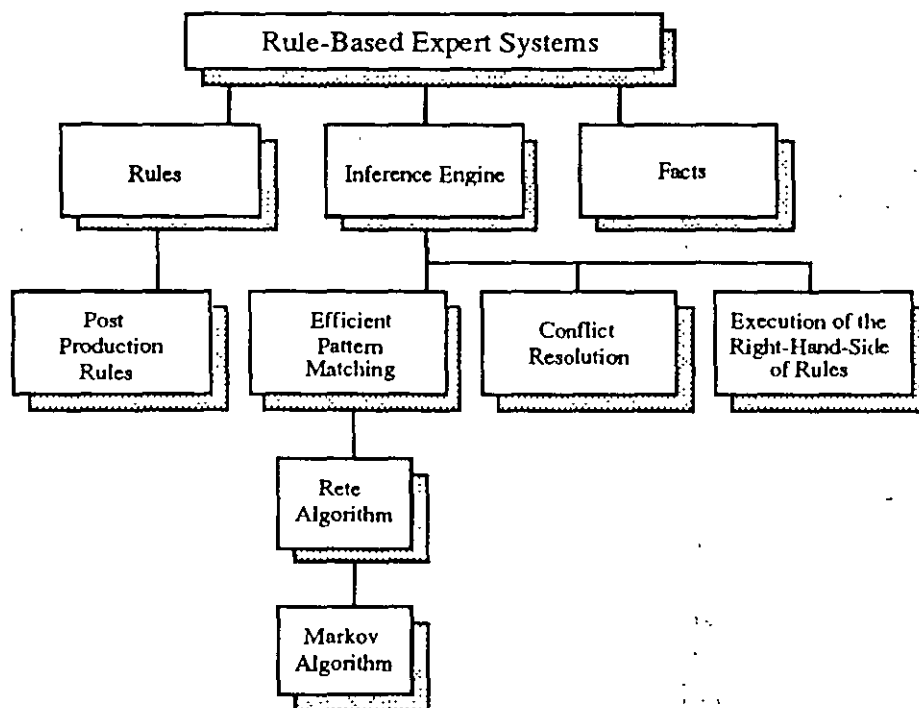 Rule-Based Expert Systems
Rules
Inference Engine
Facts
Post
Production
Rules
Efficient
Pattern
Matching
Conflict
Resolution
Execution of the
Right-Hand-Side
of Rules
Rete
Algorithm
Markov
Algorithm